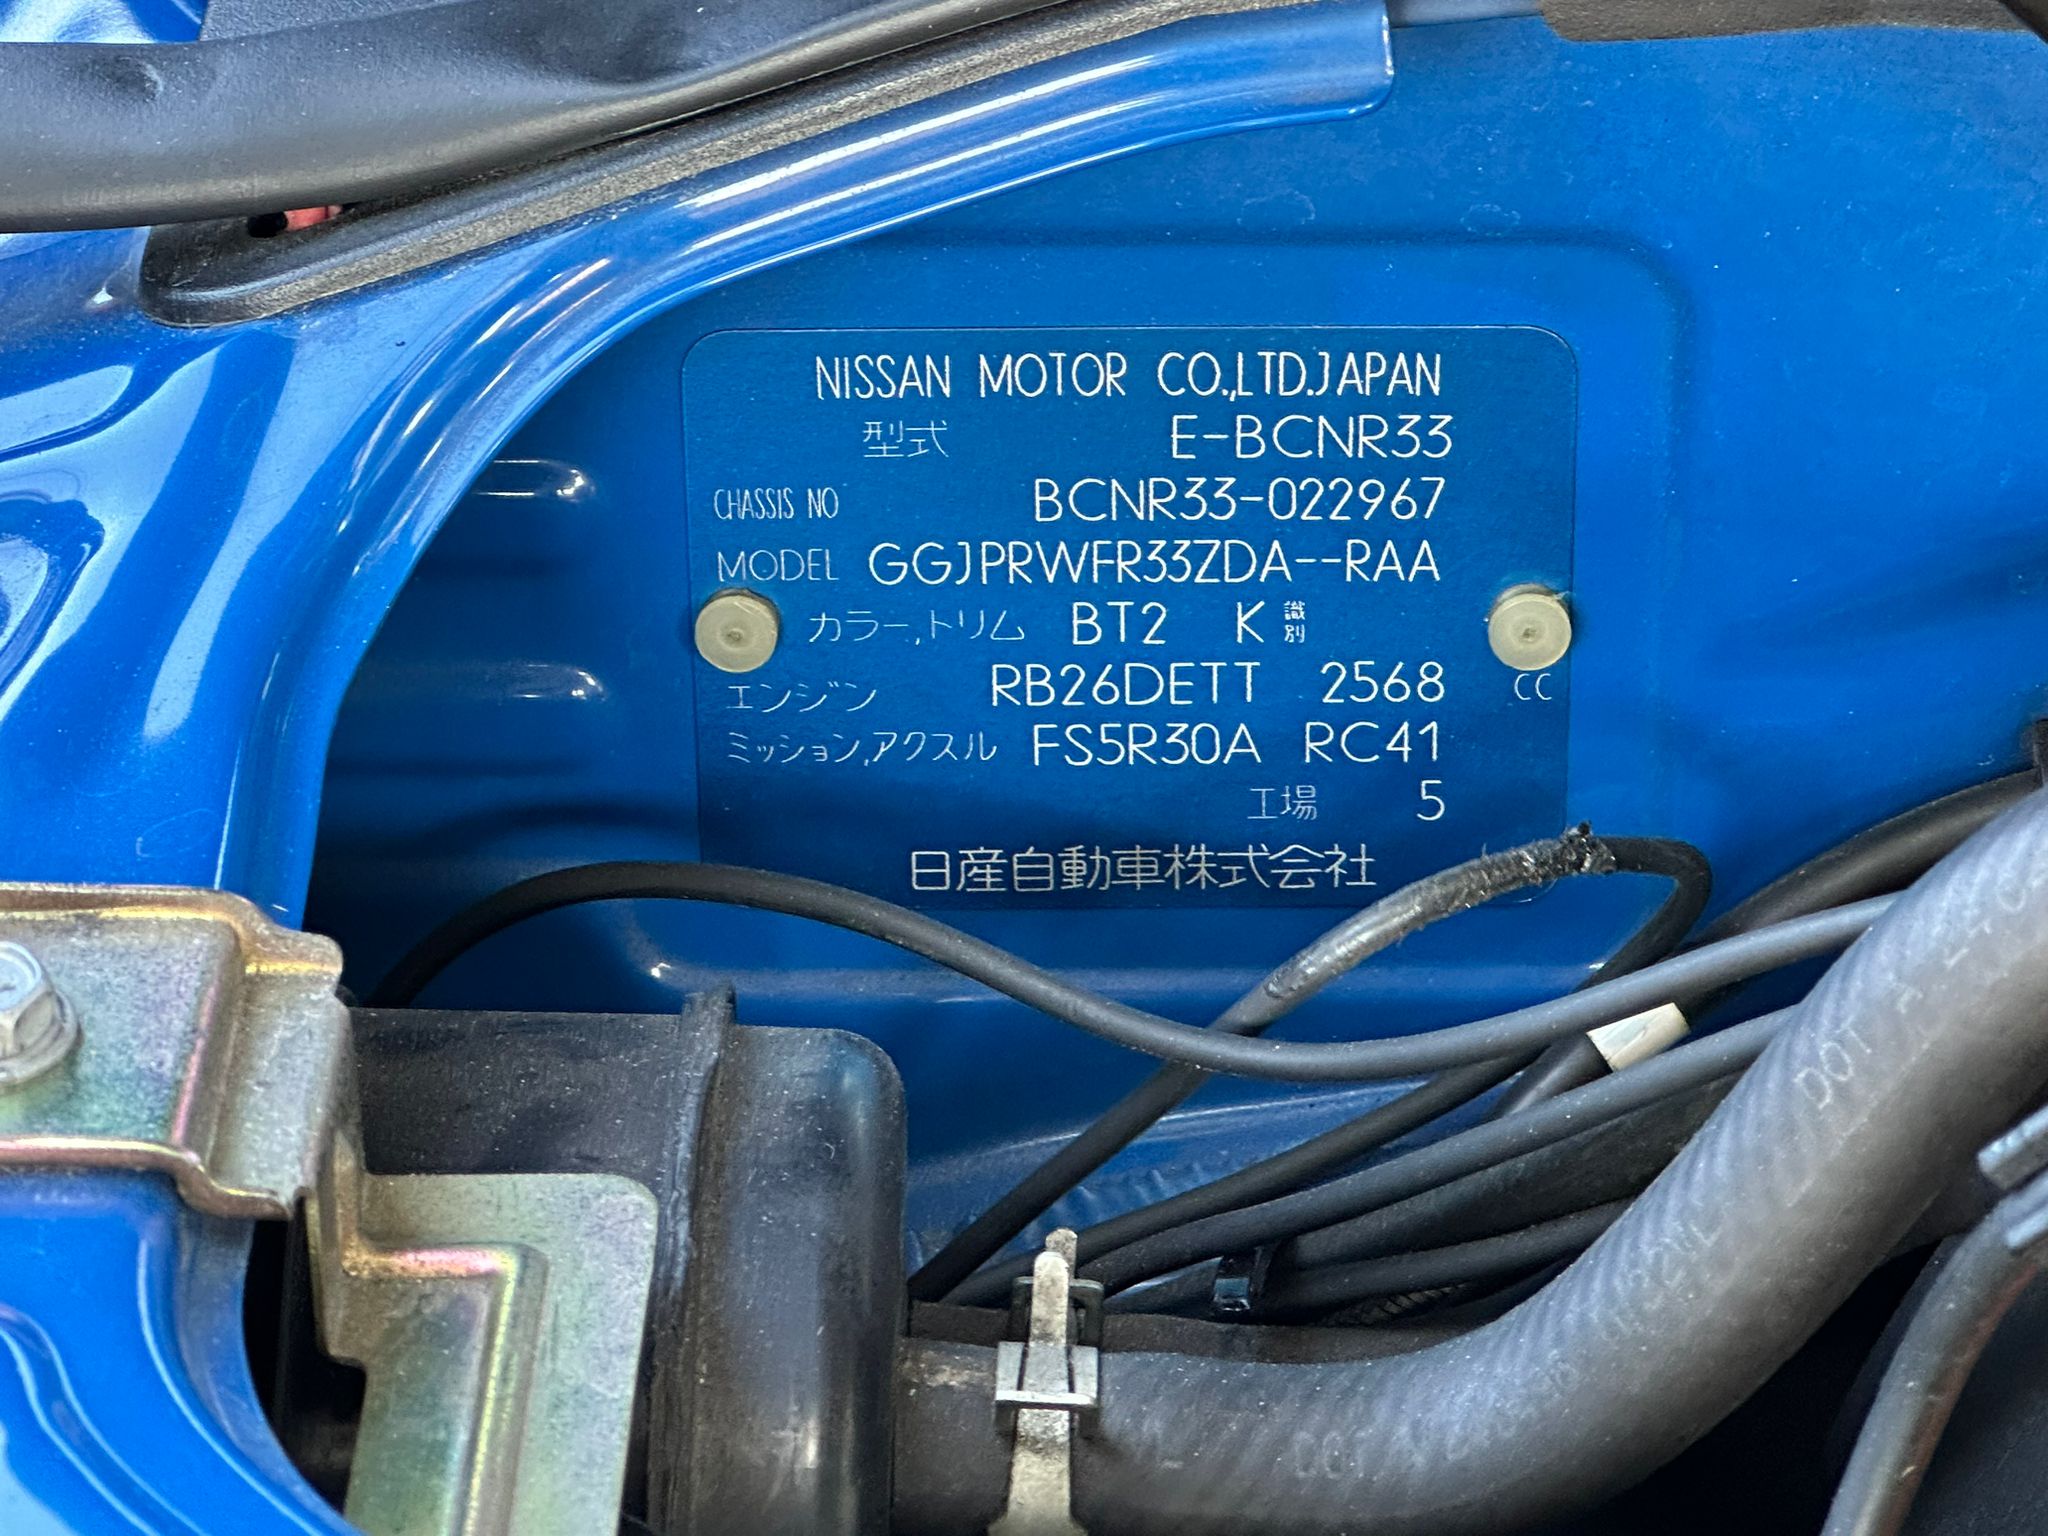 NISSAN MOTOR CO.,LTD.JAPAN
型式 E-BCNR33
CHASSIS NO BCNR33-022967
MODEL GGJPRWFR33ZDA--RAA
カラー,トリム BT2 K 識別
エンジン RB26DETT 2568 CC
ミッション,アクスル FS5R30A RC41
工場 5
日産自動車株式会社
DOT
DOT